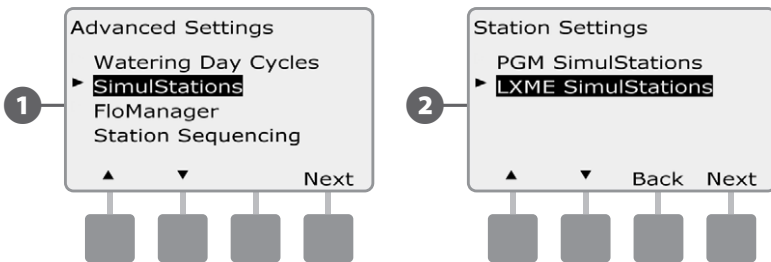 1
Advanced Settings
Watering Day Cycles
► SimulStations
FloManager
Station Sequencing
▲ ▼ Next
2
Station Settings
PGM SimulStations
► LXME SimulStations
▲ ▼ Back Next